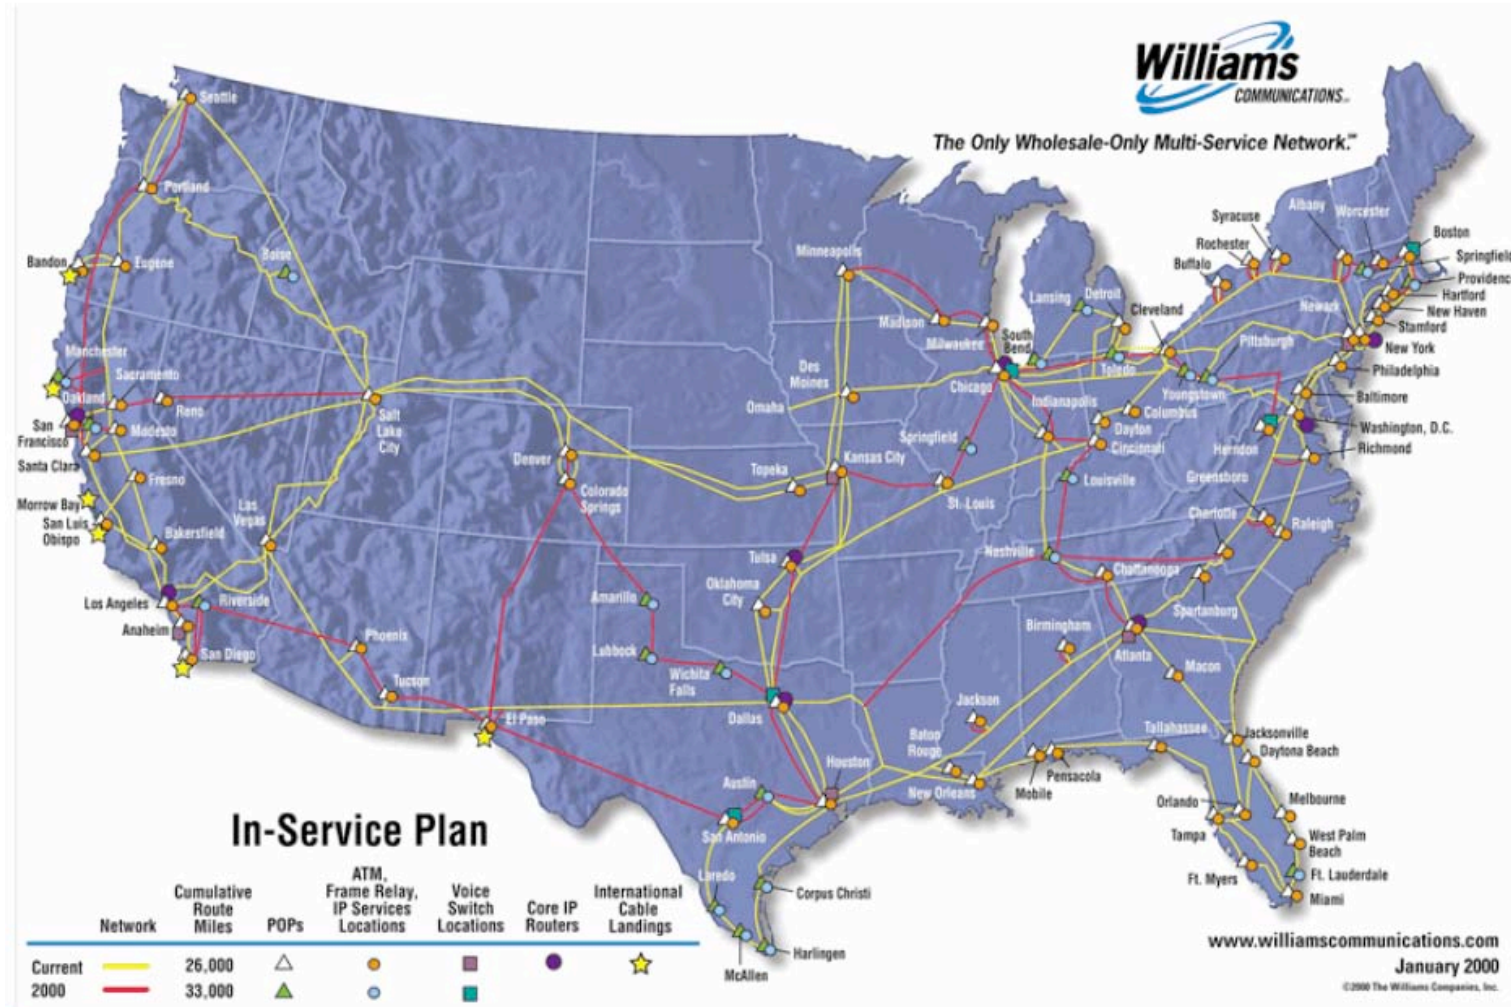 Williams
COMMUNICATIONS
The Only Wholesale-Only Multi-Service Network.℠
Seattle
Portland
Bandon
Eugene
Boise
Manchester
Sacramento
Oakland
Reno
San
Francisco
Modesto
Santa Clara
Fresno
Morrow Bay
San Luis
Obispo
Bakersfield
Las
Vegas
Los Angeles
Riverside
Anaheim
San Diego
Phoenix
Tucson
El Paso
Salt
Lake
City
Denver
Colorado
Springs
Amarillo
Lubbock
Wichita
Falls
Dallas
Oklahoma
City
Tulsa
Topeka
Kansas City
Omaha
Des
Moines
Minneapolis
Madison
Milwaukee
Chicago
South
Bend
Lansing
Detroit
Toledo
Cleveland
Springfield
St. Louis
Indianapolis
Columbus
Dayton
Cincinnati
Louisville
Nashville
Chattanooga
Birmingham
Atlanta
Macon
Jackson
Baton
Rouge
New Orleans
Houston
Austin
San Antonio
Laredo
Corpus Christi
McAllen
Harlingen
Mobile
Pensacola
Tallahassee
Jacksonville
Daytona Beach
Orlando
Tampa
Melbourne
West Palm
Beach
Ft. Lauderdale
Ft. Myers
Miami
Spartanburg
Charlotte
Greensboro
Raleigh
Richmond
Herndon
Washington, D.C.
Baltimore
Philadelphia
New York
Newark
Pittsburgh
Youngstown
Stamford
New Haven
Hartford
Providenc
Springfield
Boston
Worcester
Albany
Syracuse
Rochester
Buffalo
In-Service Plan
Network
Cumulative
Route
Miles
POPs
ATM,
Frame Relay,
IP Services
Locations
Voice
Switch
Locations
Core IP
Routers
International
Cable
Landings
Current 26,000
2000 33,000
www.williamscommunications.com
January 2000
©2000 The Williams Companies, Inc.